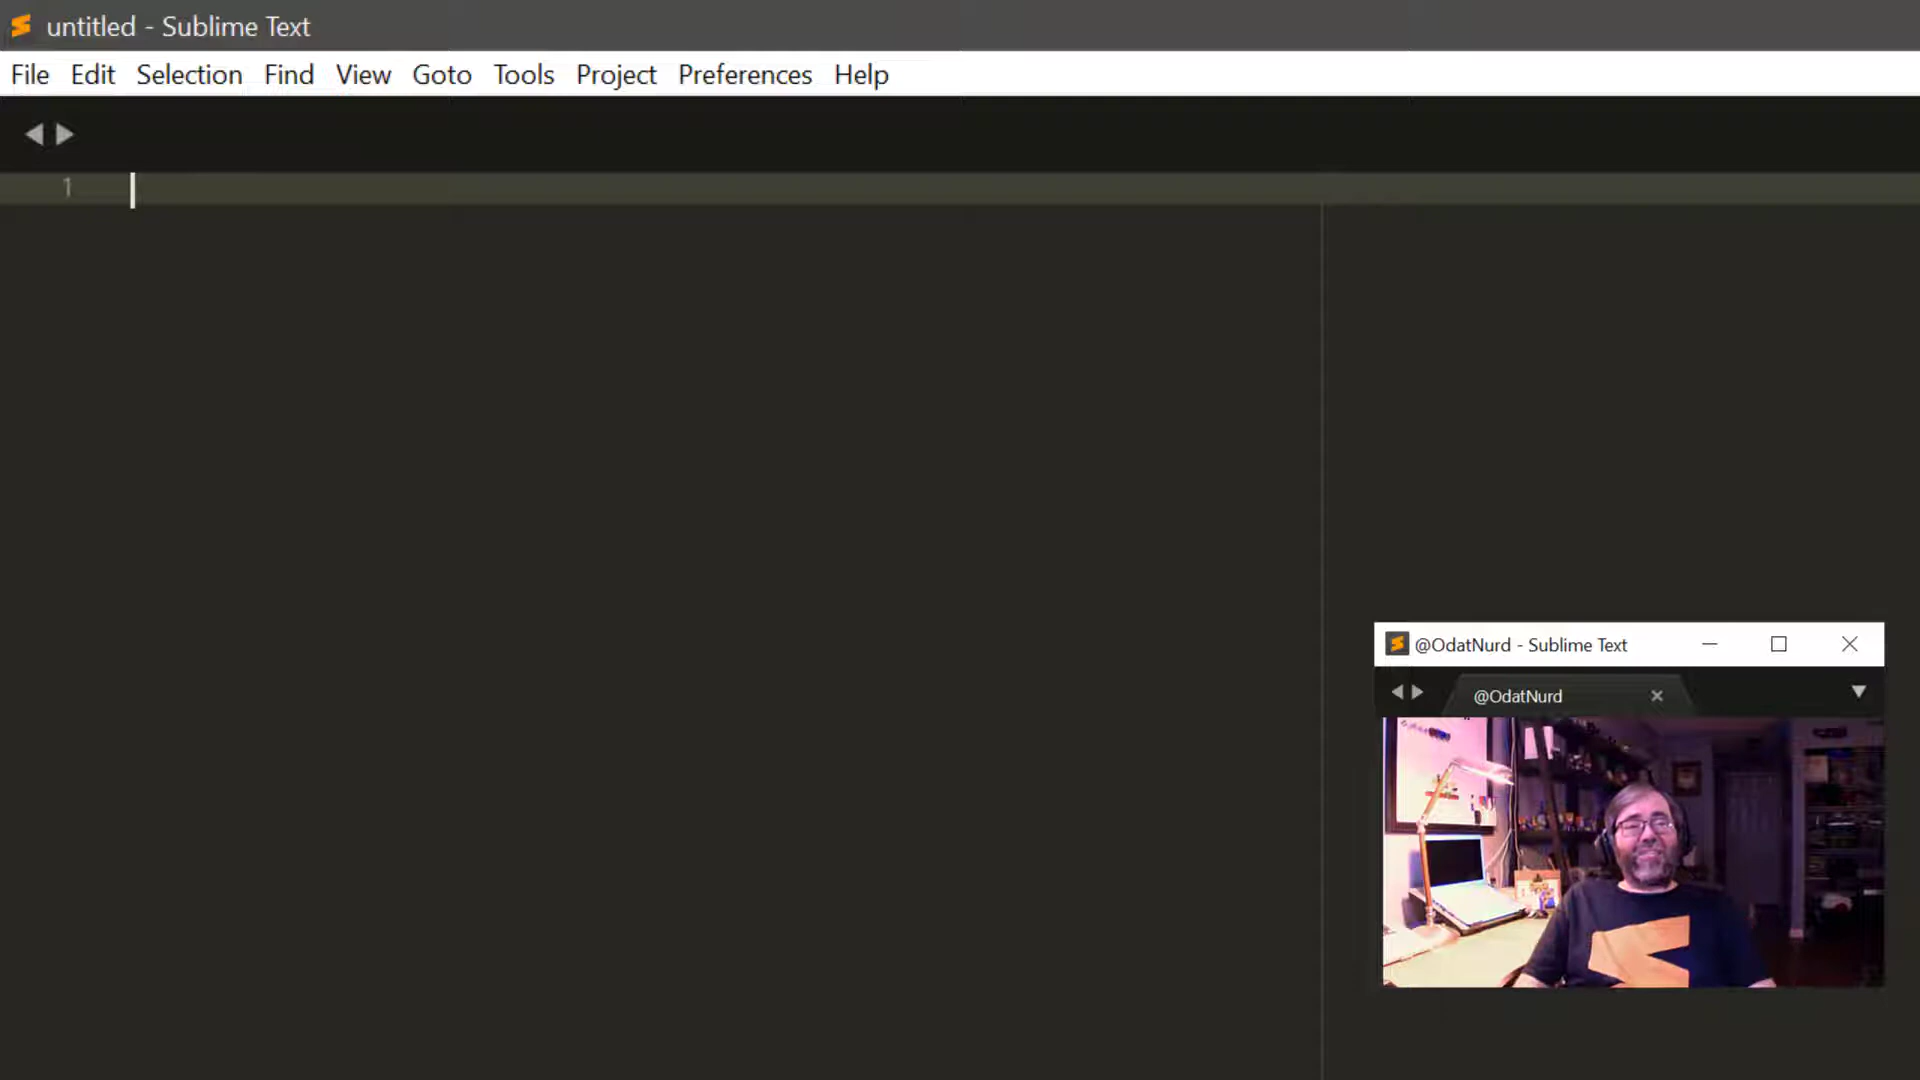 untitled - Sublime Text
File Edit Selection Find View Goto Tools Project Preferences Help
1
@OdatNurd - Sublime Text
@OdatNurd